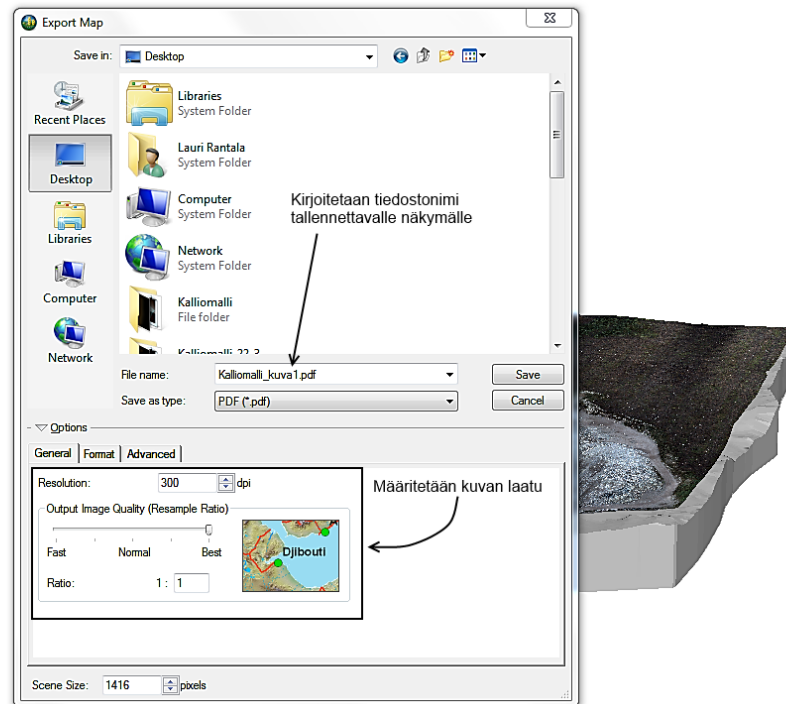 Export Map
Save in:
Desktop
Recent Places
Desktop
Libraries
Computer
Network
Libraries
System Folder
Lauri Rantala
System Folder
Computer
System Folder
Network
System Folder
Kalliomalli
File folder
Kalliomalli 22.3
Kirjoitetaan tiedostonimi
tallennettavalle näkymälle
File name:
Kalliomalli_kuva1.pdf
Save
Save as type:
PDF (*.pdf)
Cancel
Options
General
Format
Advanced
Resolution:
300
dpi
Output Image Quality (Resample Ratio)
Fast
Normal
Best
Ratio:
1 :
1
Djibouti
Määritetään kuvan laatu
Scene Size:
1416
pixels